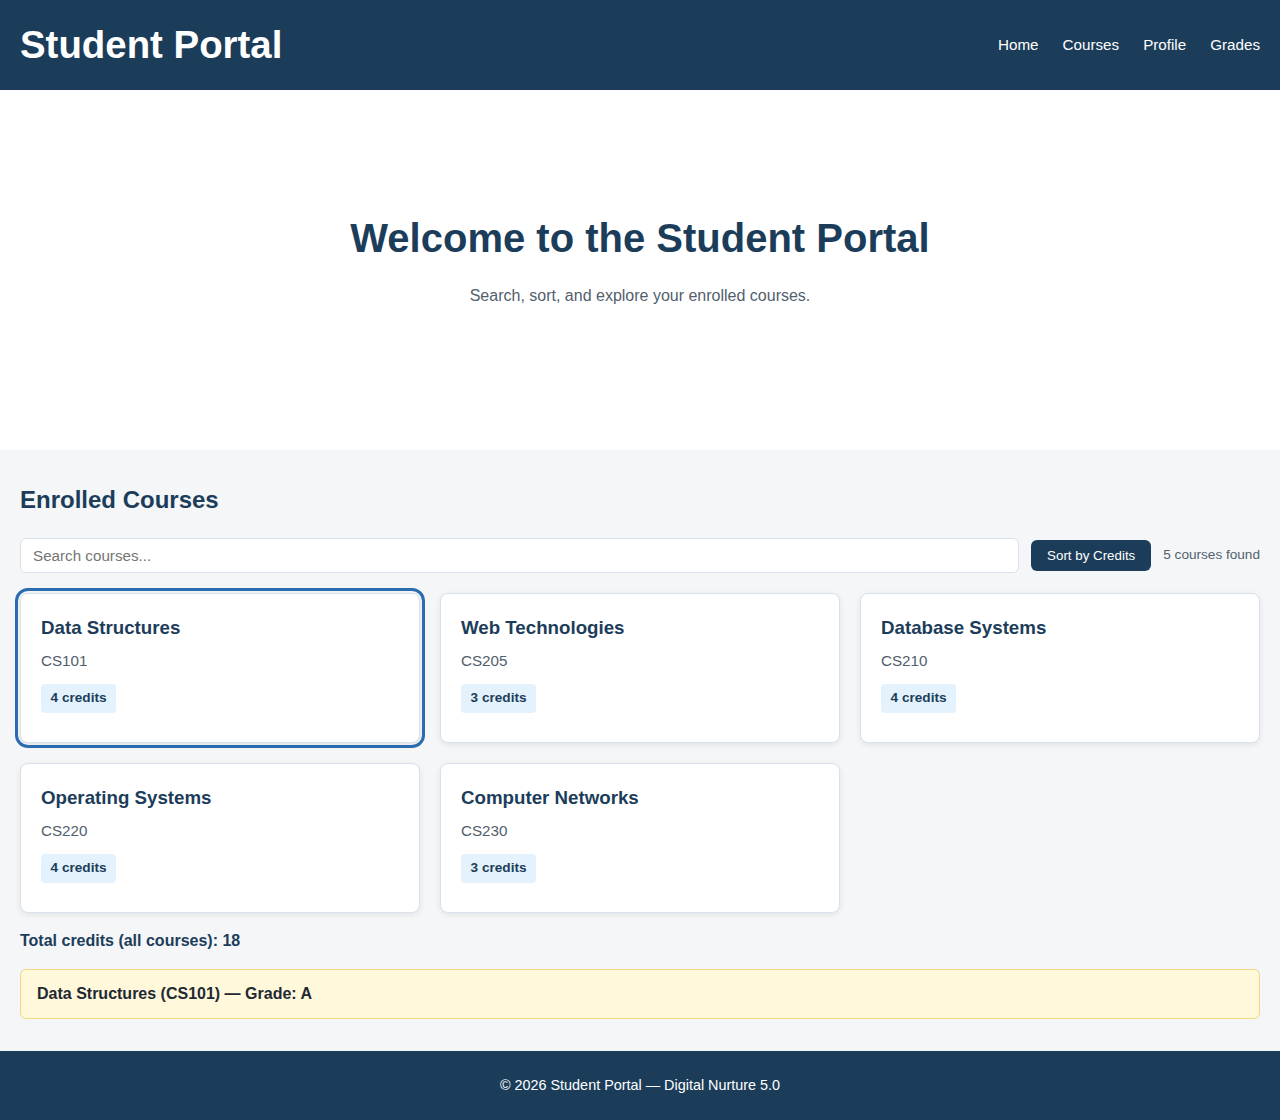 Student Portal
Home Courses Profile Grades
Welcome to the Student Portal
Search, sort, and explore your enrolled courses.
Enrolled Courses
Search courses...
Sort by Credits
5 courses found
Data Structures
CS101
4 credits
Web Technologies
CS205
3 credits
Database Systems
CS210
4 credits
Operating Systems
CS220
4 credits
Computer Networks
CS230
3 credits
Total credits (all courses): 18
Data Structures (CS101) — Grade: A
© 2026 Student Portal — Digital Nurture 5.0